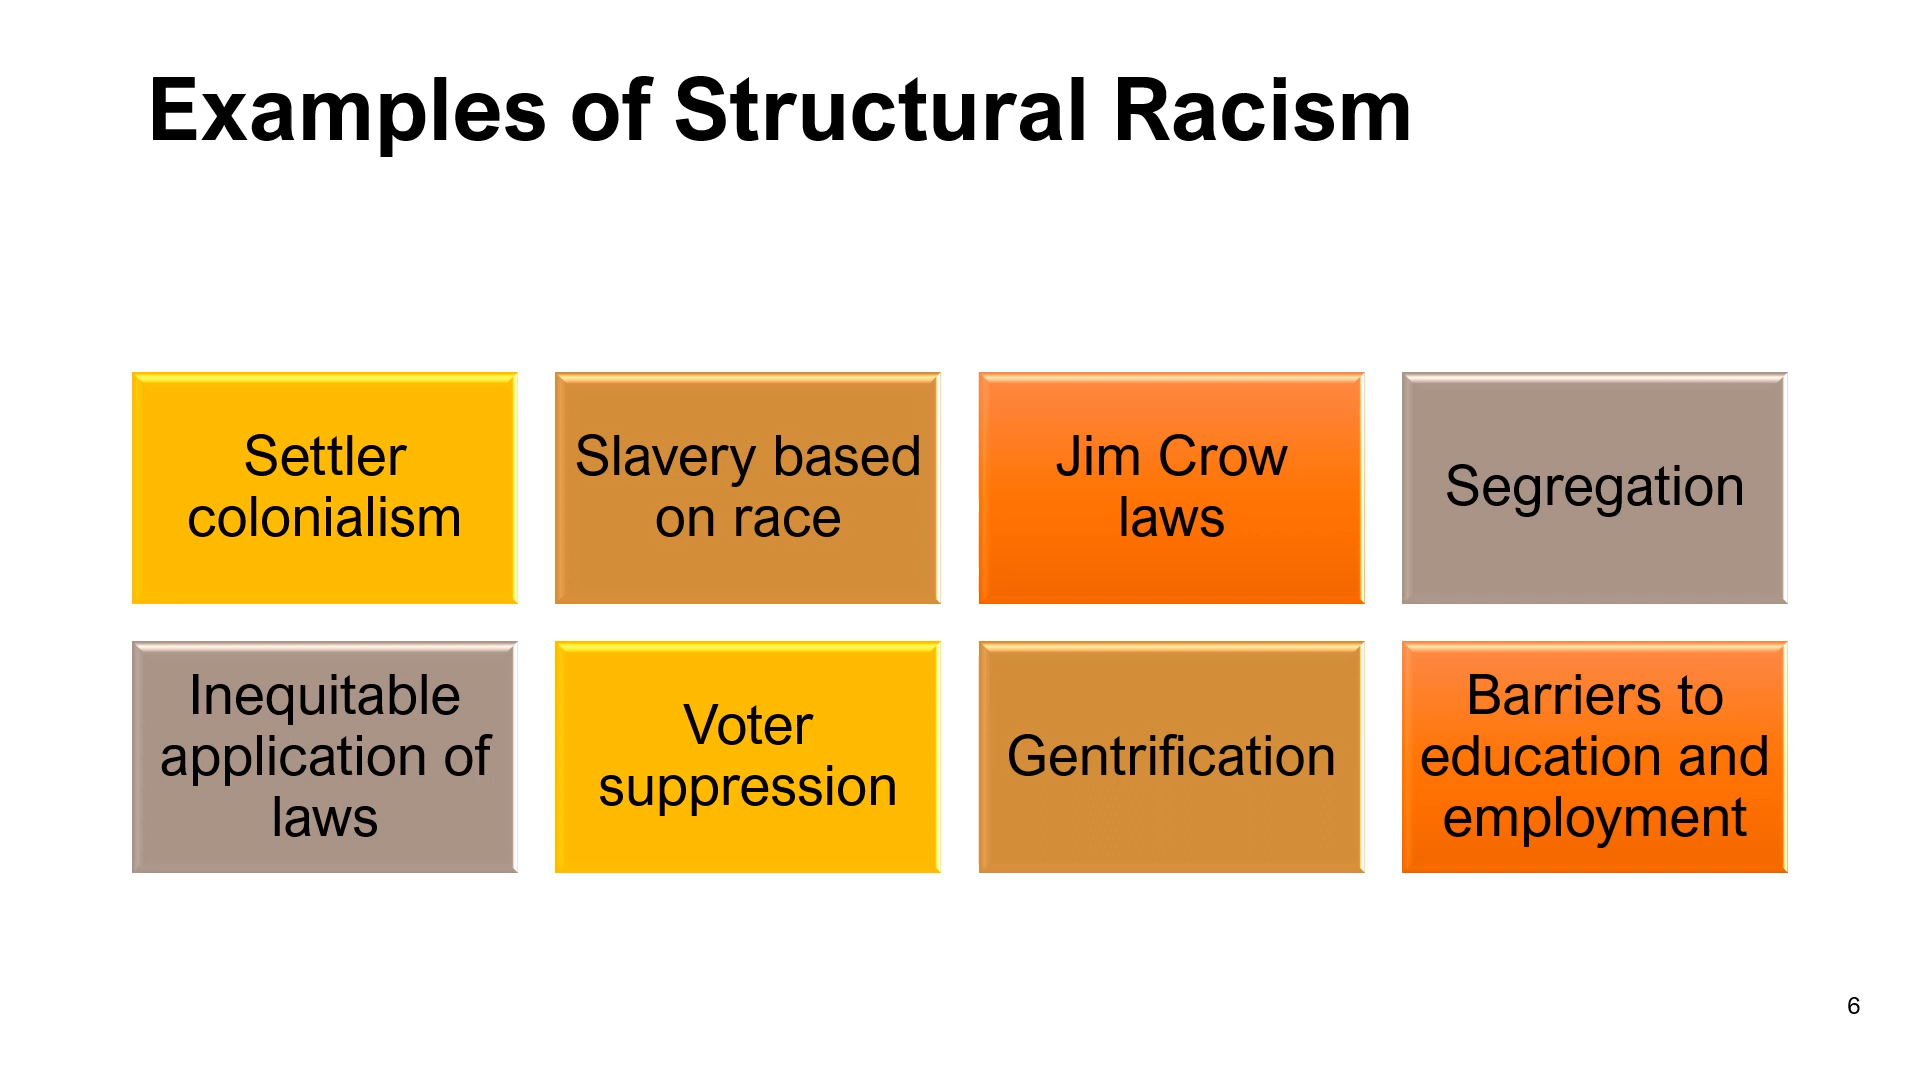 Examples of Structural Racism
Settler
colonialism
Slavery based
on race
Jim Crow
laws
Segregation
Inequitable
application of
laws
Voter
suppression
Gentrification
Barriers to
education and
employment
6